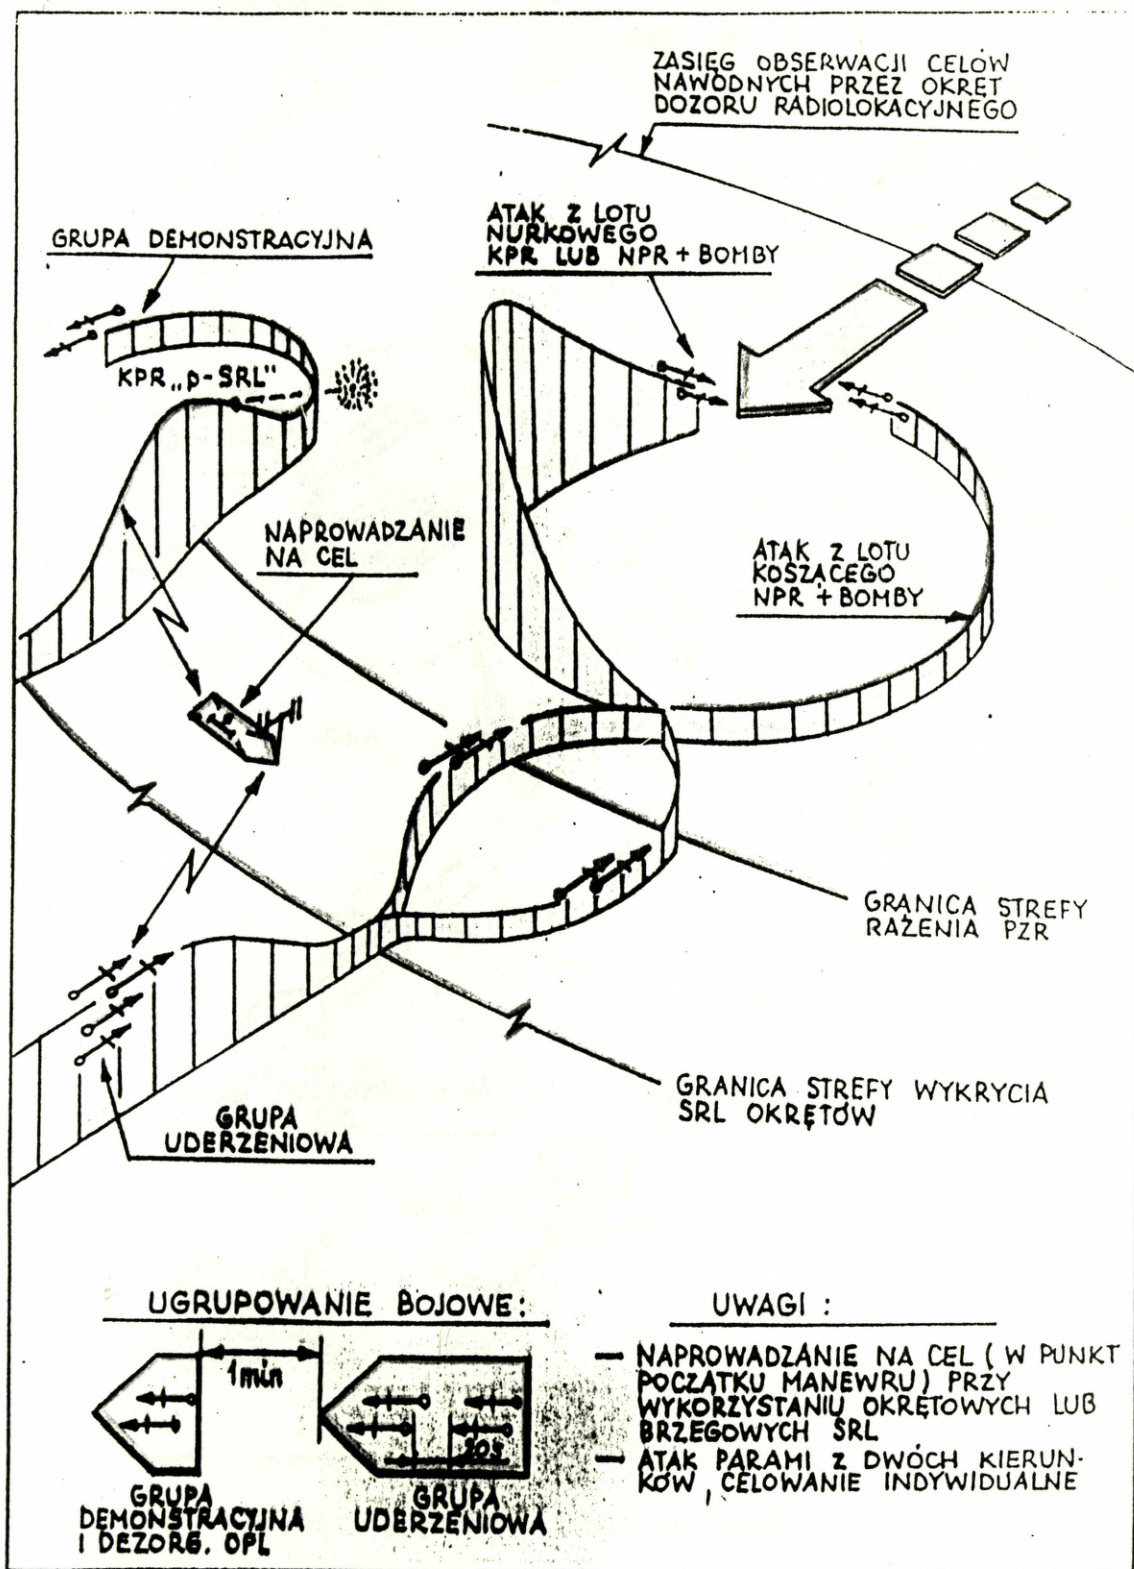 ZASIĘG OBSERWACJI CELÓW
NAWODNYCH PRZEZ OKRĘT
DOZORU RADIOLOKACYJNEGO
GRUPA DEMONSTRACYJNA
ATAK Z LOTU
NURKOWEGO
KPR LUB NPR + BOMBY
KPR „p-SRL"
NAPROWADZANIE
NA CEL
ATAK Z LOTU
KOSZĄCEGO
NPR + BOMBY
GRANICA STREFY
RAŻENIA PZR
GRANICA STREFY WYKRYCIA
SRL OKRĘTÓW
GRUPA
UDERZENIOWA
UGRUPOWANIE BOJOWE:
1min
20s
GRUPA
DEMONSTRACYJNA
I DEZORG. OPL
GRUPA
UDERZENIOWA
UWAGI :
— NAPROWADZANIE NA CEL ( W PUNKT
POCZĄTKU MANEWRU) PRZY
WYKORZYSTANIU OKRĘTOWYCH LUB
BRZEGOWYCH SRL
— ATAK PARAMI Z DWÓCH KIERUN-
KÓW, CELOWANIE INDYWIDUALNE